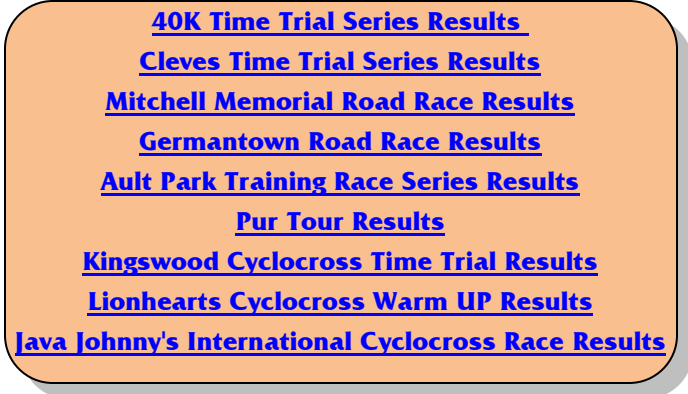 40K Time Trial Series Results
Cleves Time Trial Series Results
Mitchell Memorial Road Race Results
Germantown Road Race Results
Ault Park Training Race Series Results
Pur Tour Results
Kingswood Cyclocross Time Trial Results
Lionhearts Cyclocross Warm UP Results
Java Johnny's International Cyclocross Race Results